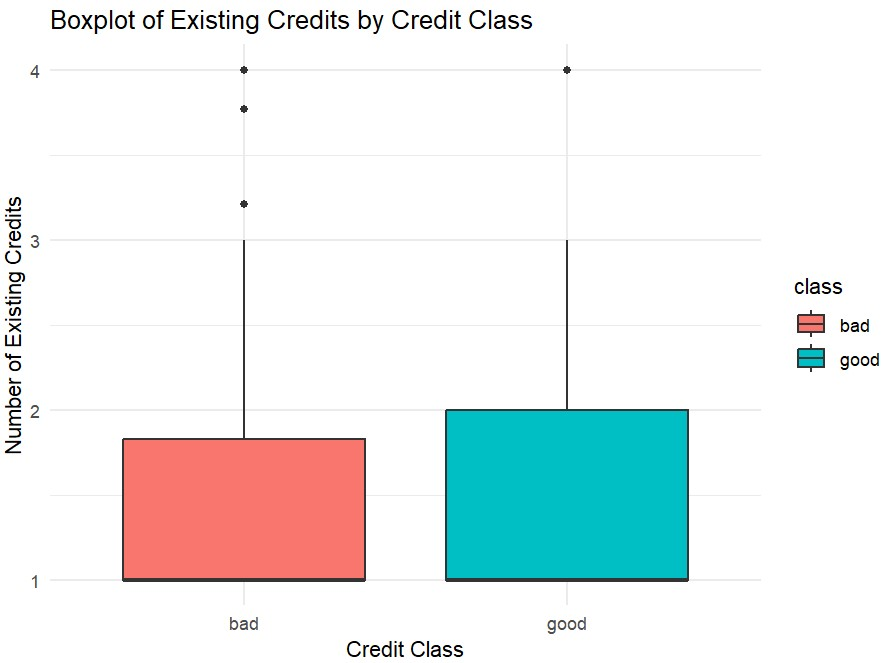 Boxplot of Existing Credits by Credit Class
Number of Existing Credits
4
3
2
1
bad
good
Credit Class
class
bad
good